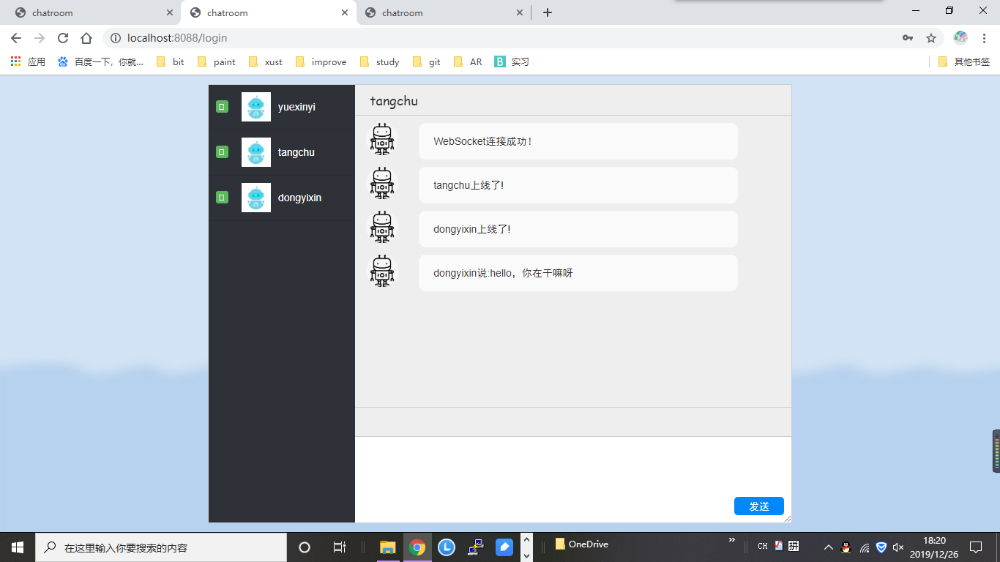 chatroom
chatroom
chatroom
localhost:8088/login
应用
百度一下，你就...
bit
paint
xust
improve
study
git
AR
B
实习
其他书签
yuexinyi
tangchu
dongyixin
tangchu
WebSocket连接成功！
tangchu上线了!
dongyixin上线了!
dongyixin说:hello，你在干嘛呀
发送
在这里输入你要搜索的内容
OneDrive
CH
拼
18:20
2019/12/26